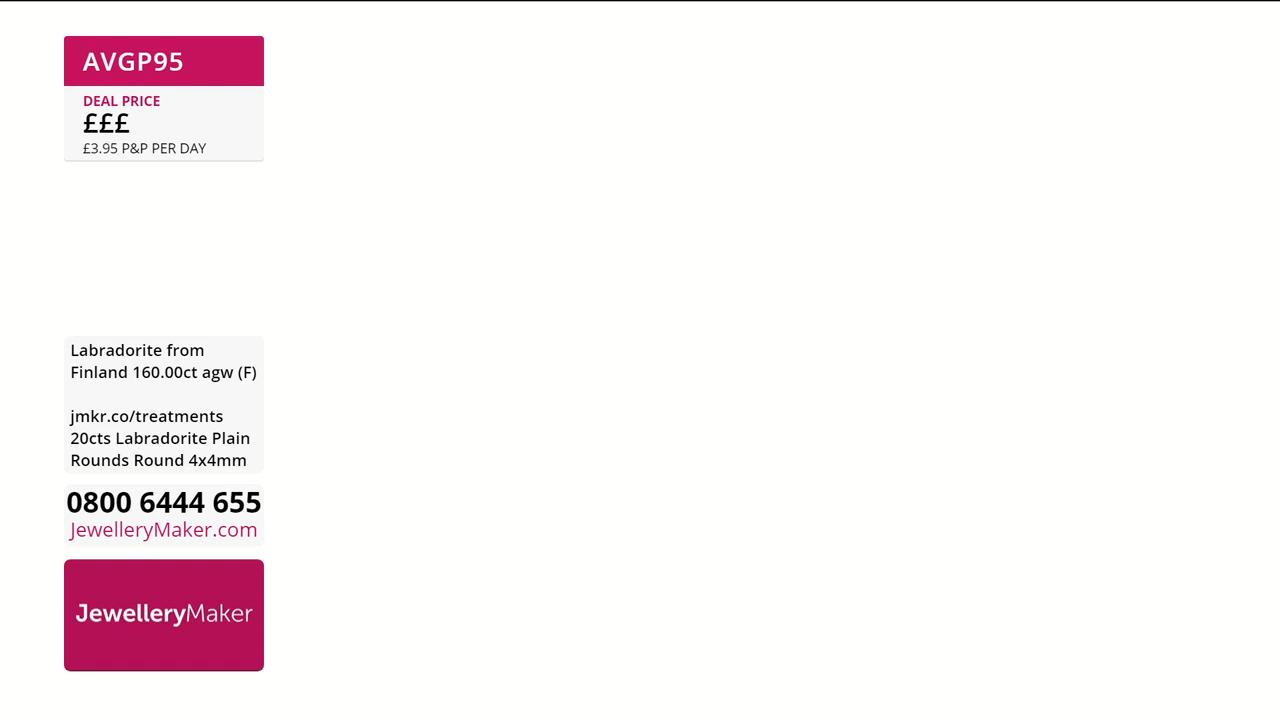 AVGP95
DEAL PRICE
£££
£3.95 P&P PER DAY
Labradorite from
Finland 160.00ct agw (F)
jmkr.co/treatments
20cts Labradorite Plain
Rounds Round 4x4mm
0800 6444 655
JewelleryMaker.com
JewelleryMaker